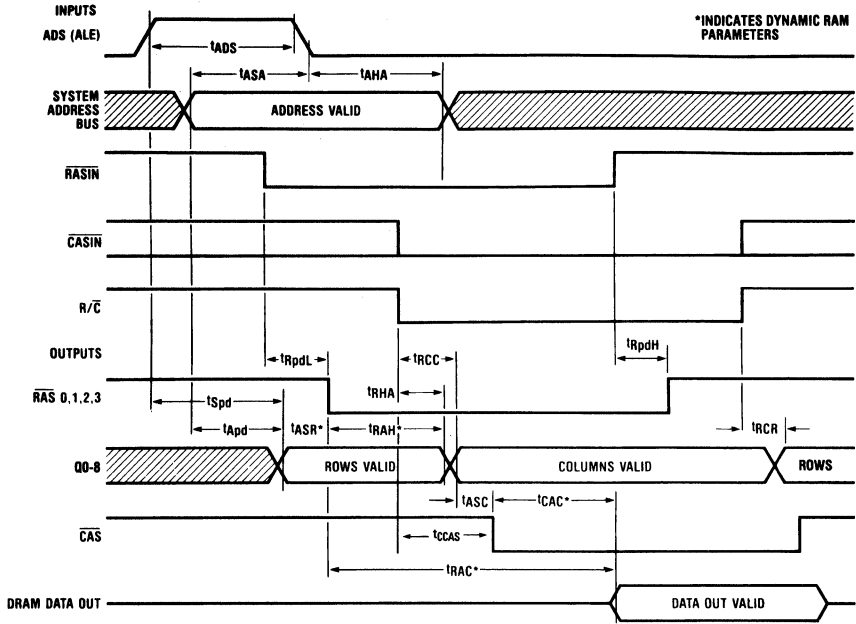 INPUTS
*INDICATES DYNAMIC RAM
PARAMETERS
ADS (ALE)
tADS
tASA
tAHA
SYSTEM
ADDRESS
BUS
ADDRESS VALID
RASIN
CASIN
R/C
OUTPUTS
tRpdL
tRCC
tRpdH
RAS 0,1,2,3
tRHA
tSpd
tApd
tASR*
tRAH*
tRCR
Q0-8
ROWS VALID
COLUMNS VALID
ROWS
tASC
tCAC*
CAS
tCCAS
tRAC*
DRAM DATA OUT
DATA OUT VALID